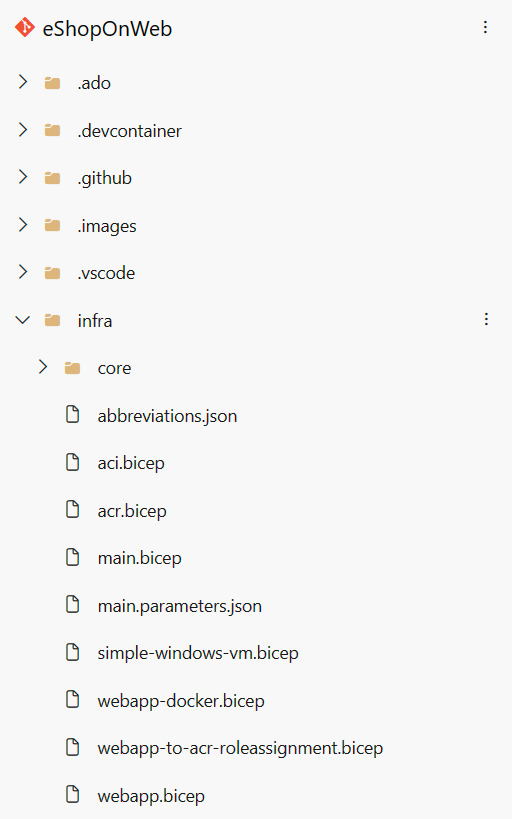 eShopOnWeb
.ado
.devcontainer
.github
.images
.vscode
infra
core
abbreviations.json
aci.bicep
acr.bicep
main.bicep
main.parameters.json
simple-windows-vm.bicep
webapp-docker.bicep
webapp-to-acr-roleassignment.bicep
webapp.bicep